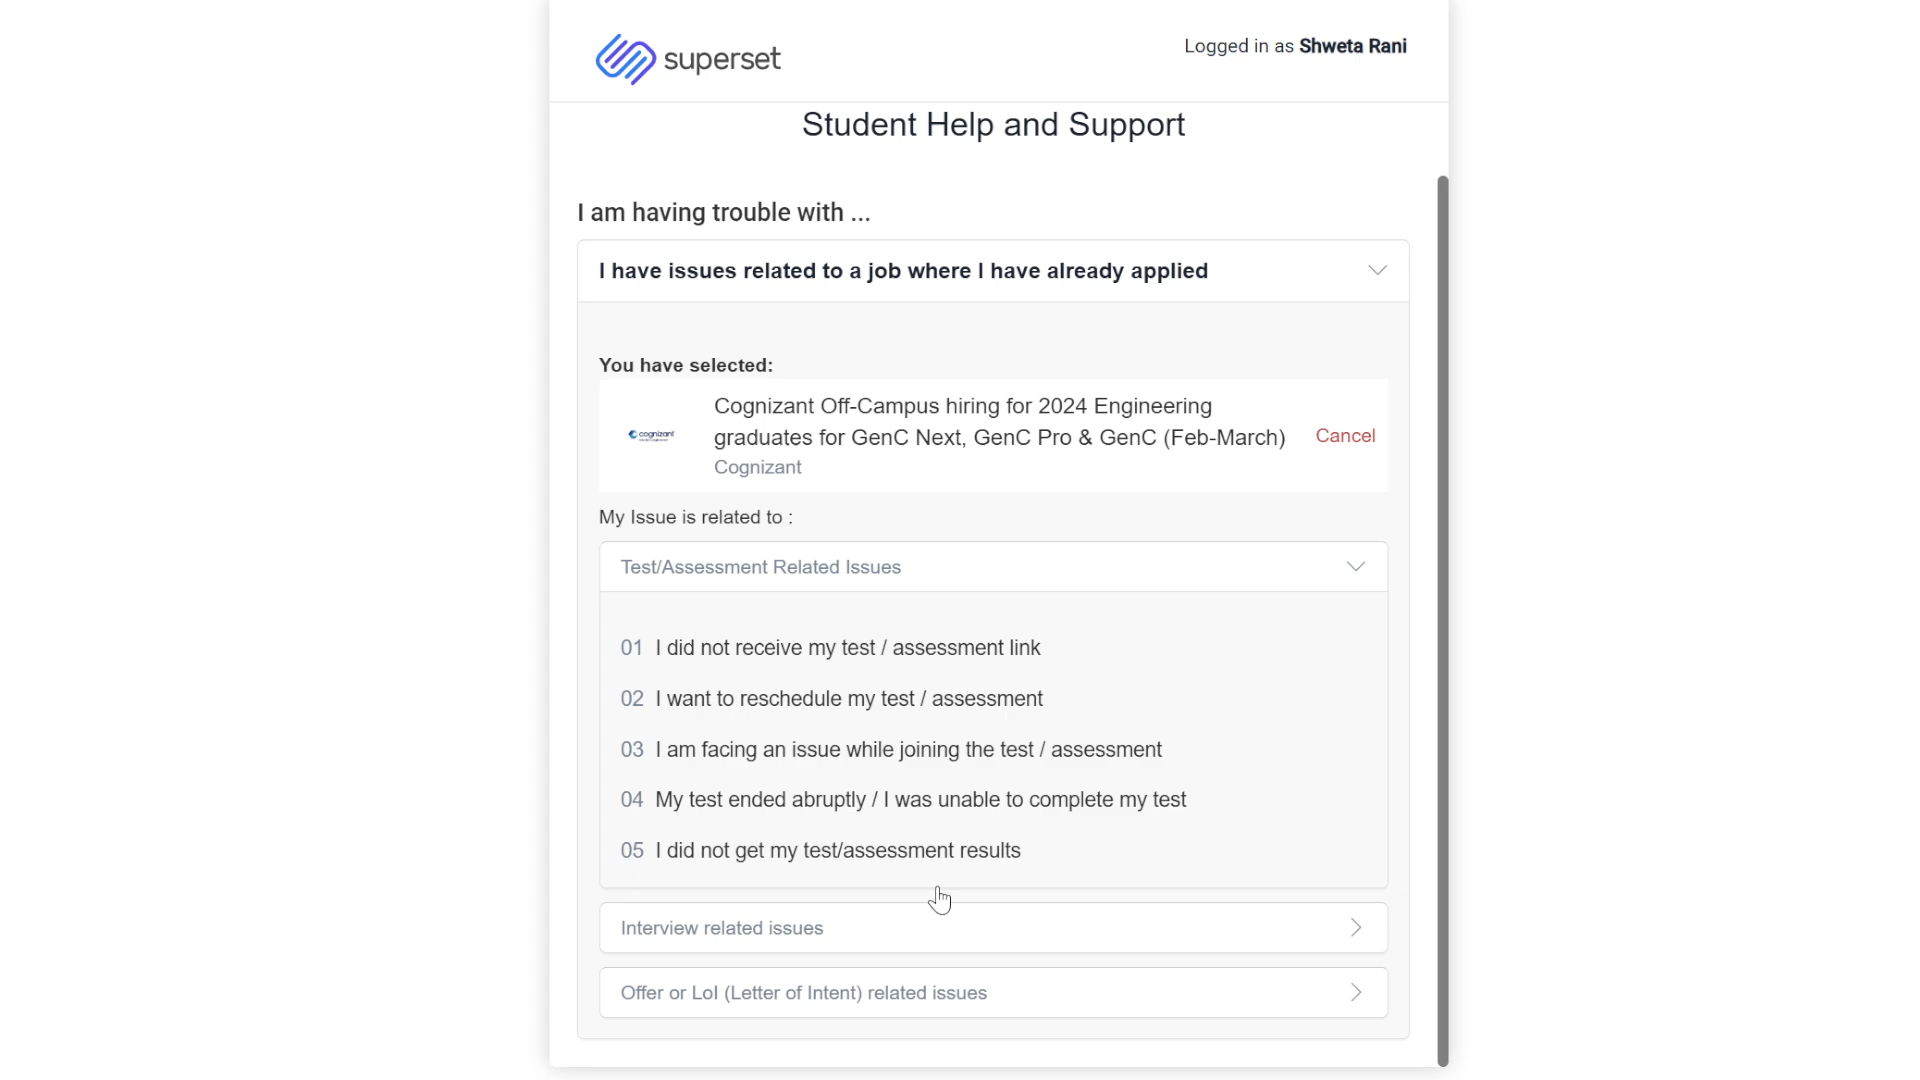 superset
Logged in as Shweta Rani
Student Help and Support
I am having trouble with ...
I have issues related to a job where I have already applied
You have selected:
cognizant
Cognizant Off-Campus hiring for 2024 Engineering
graduates for GenC Next, GenC Pro & GenC (Feb-March)
Cancel
Cognizant
My Issue is related to :
Test/Assessment Related Issues
01 I did not receive my test / assessment link
02 I want to reschedule my test / assessment
03 I am facing an issue while joining the test / assessment
04 My test ended abruptly / I was unable to complete my test
05 I did not get my test/assessment results
Interview related issues
Offer or LoI (Letter of Intent) related issues